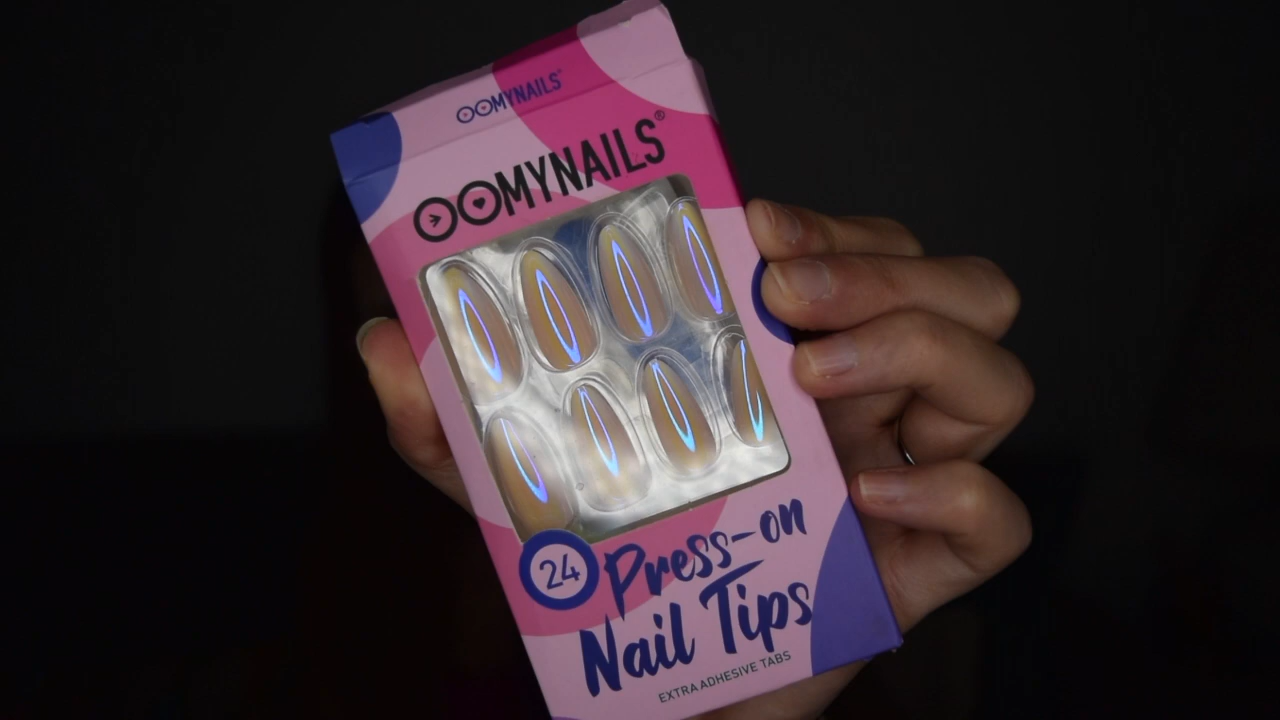 OOMYNAILS®
OOMYNAILS®
24
Press-on
Nail Tips
EXTRA ADHESIVE TABS